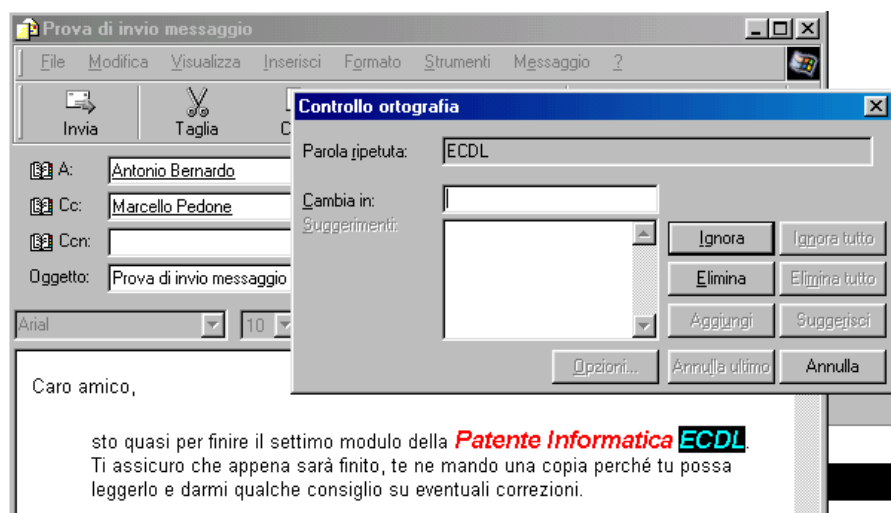 Prova di invio messaggio
File Modifica Visualizza Inserisci Formato Strumenti Messaggio ?
Invia Taglia C
Controllo ortografia
Parola ripetuta: ECDL
Cambia in:
Suggerimenti:
Ignora Ignora tutto
Elimina Elimina tutto
Aggiungi Suggerisci
Opzioni... Annulla ultimo Annulla
A: Antonio Bernardo
Cc: Marcello Pedone
Ccn:
Oggetto: Prova di invio messaggio
Arial 10
Caro amico,
sto quasi per finire il settimo modulo della Patente Informatica ECDL.
Ti assicuro che appena sarà finito, te ne mando una copia perché tu possa
leggerlo e darmi qualche consiglio su eventuali correzioni.